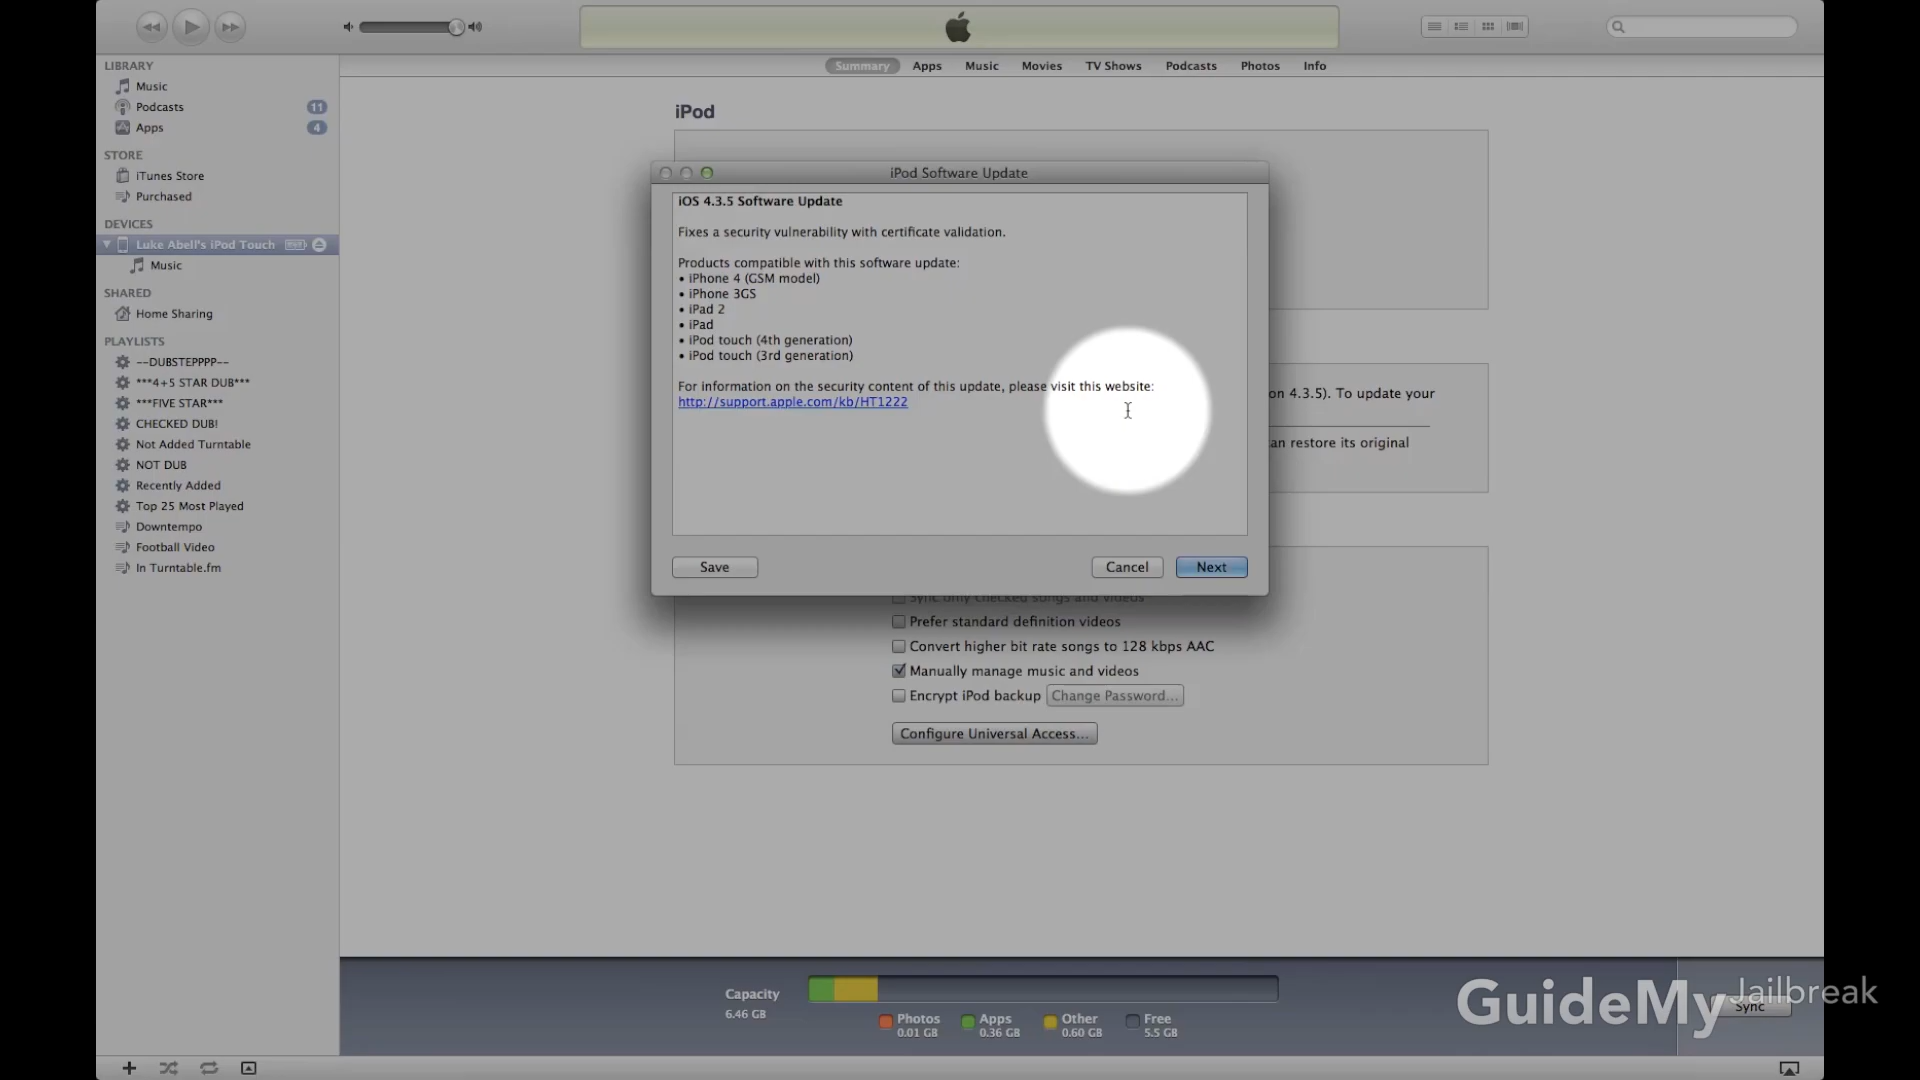 Summary Apps Music Movies TV Shows Podcasts Photos Info
LIBRARY
Music
Podcasts 11
Apps 4
STORE
iTunes Store
Purchased
DEVICES
Luke Abell's iPod Touch
Music
SHARED
Home Sharing
PLAYLISTS
--DUBSTEPPPP--
***4+5 STAR DUB***
***FIVE STAR***
CHECKED DUB!
Not Added Turntable
NOT DUB
Recently Added
Top 25 Most Played
Downtempo
Football Video
In Turntable.fm
iPod
iPod Software Update
iOS 4.3.5 Software Update
Fixes a security vulnerability with certificate validation.
Products compatible with this software update:
• iPhone 4 (GSM model)
• iPhone 3GS
• iPad 2
• iPad
• iPod touch (4th generation)
• iPod touch (3rd generation)
For information on the security content of this update, please visit this website:
http://support.apple.com/kb/HT1222
Save Cancel Next
on 4.3.5). To update your
an restore its original
Sync only checked songs and videos
Prefer standard definition videos
Convert higher bit rate songs to 128 kbps AAC
Manually manage music and videos
Encrypt iPod backup Change Password...
Configure Universal Access...
Capacity
6.46 GB
Photos Apps Other Free
0.01 GB 0.36 GB 0.60 GB 5.5 GB
GuideMyJailbreak
Sync